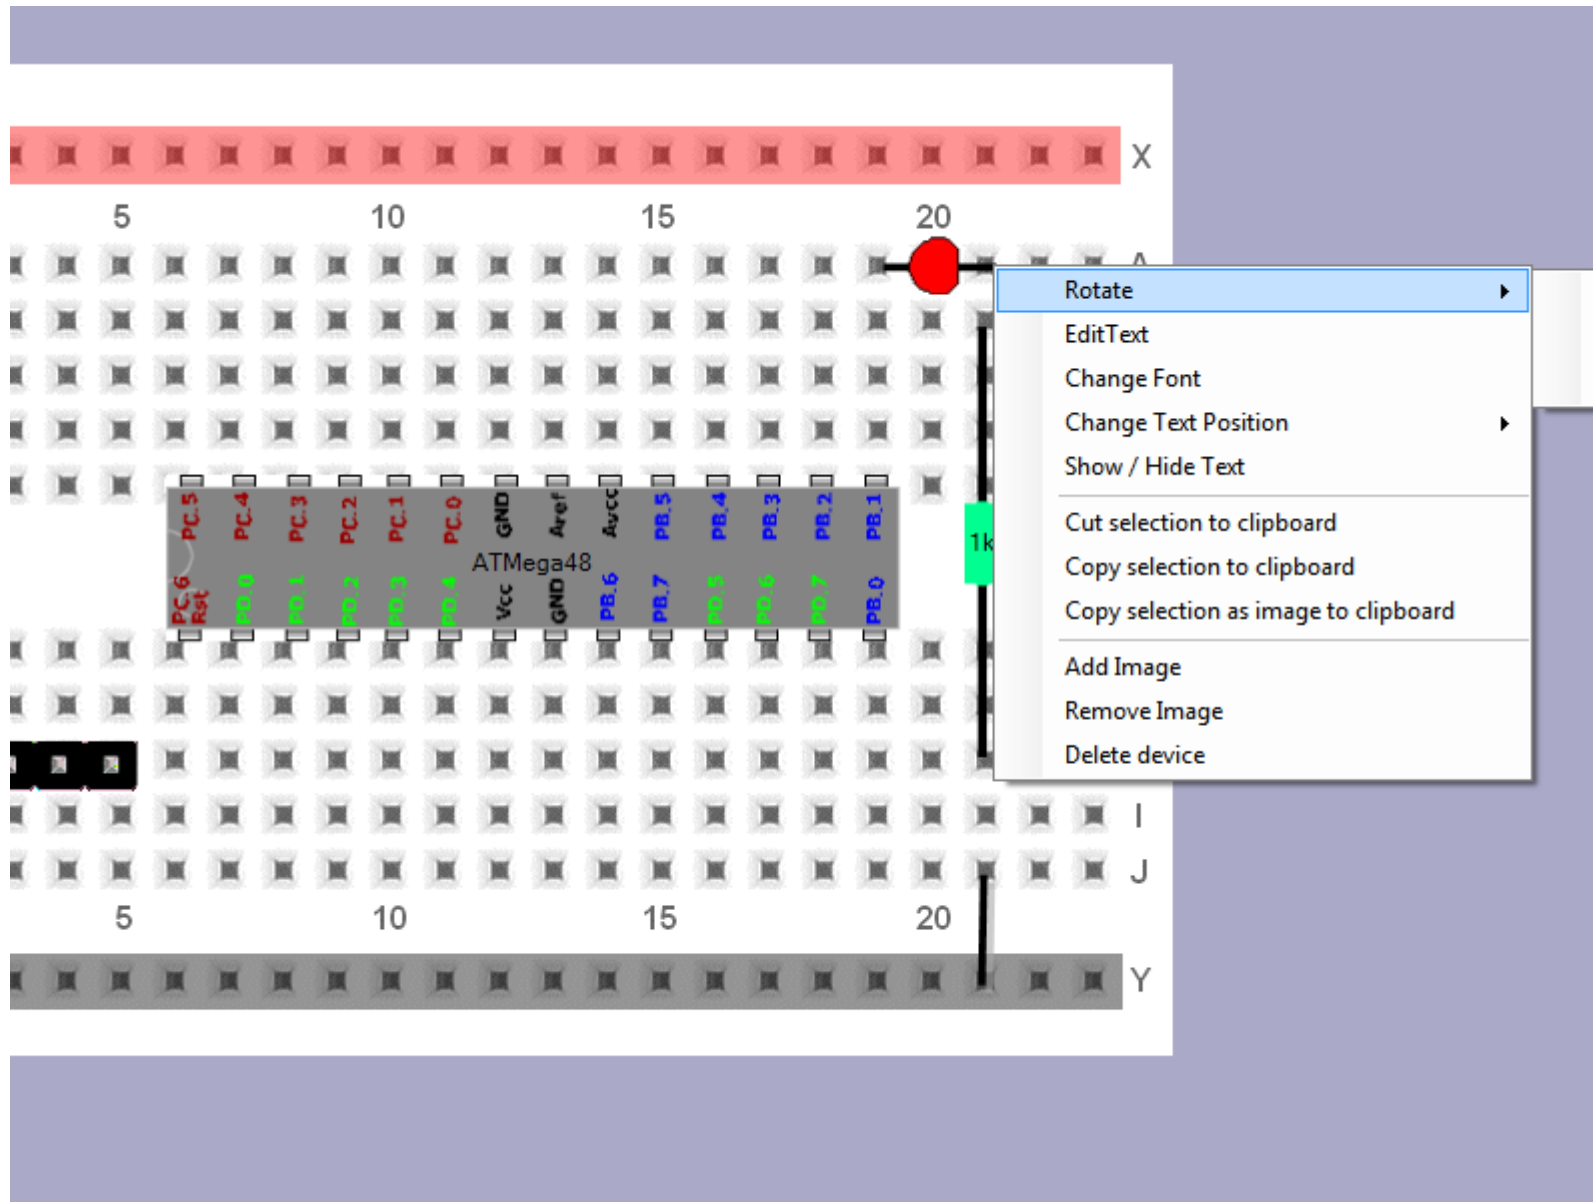 X
5 10 15 20
A
Rotate
EditText
Change Font
Change Text Position
Show / Hide Text
Cut selection to clipboard
Copy selection to clipboard
Copy selection as image to clipboard
Add Image
Remove Image
Delete device
PC.5 PC.4 PC.3 PC.2 PC.1 PC.0 GND Aref Avcc PB.5 PB.4 PB.3 PB.2 PB.1
ATMega48
1k
PC.6 PD.0 PD.1 PD.2 PD.3 PD.4 Vcc GND PB.6 PB.7 PD.5 PD.6 PD.7 PB.0
Rst
I
J
5 10 15 20
Y